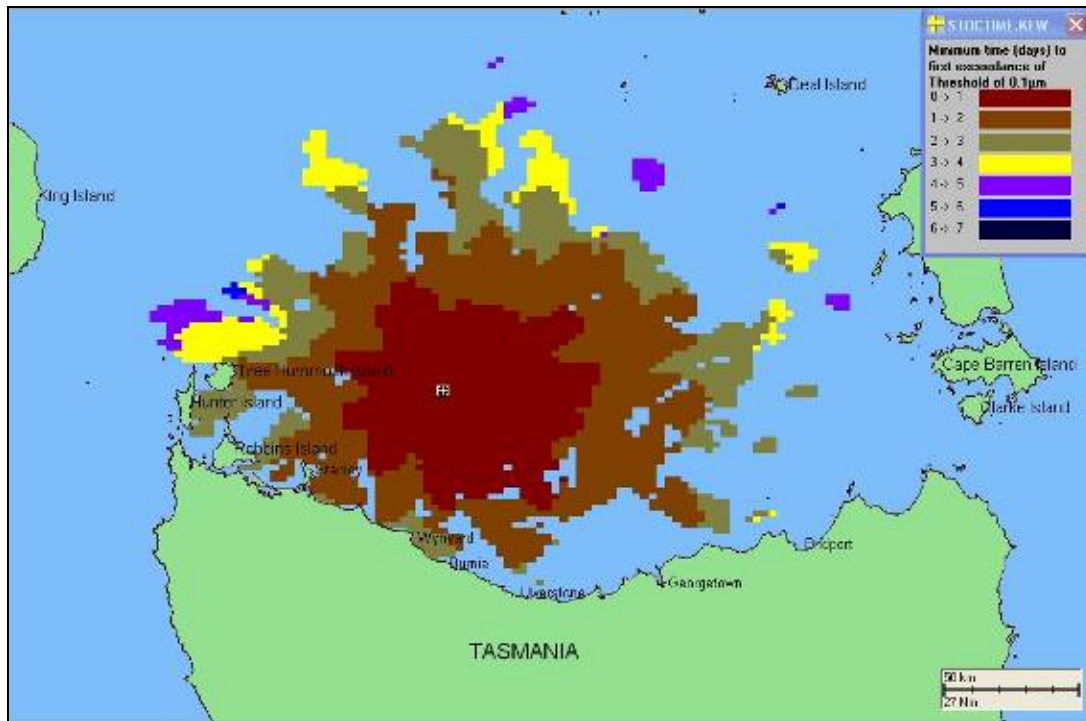 STOCTIME.KEW
Minimum time (days) to
first exceedance of
Threshold of 0.1µm
0 -> 1
1 -> 2
2 -> 3
3 -> 4
4 -> 5
5 -> 6
6 -> 7
Deal Island
King Island
Cape Barren Island
Clarke Island
Tree Hummock Island
Hunter Island
Robbins Island
Stanley
Wynyard
Burnie
Ulverstone
Georgetown
Bridport
TASMANIA
50 km
27 Nm